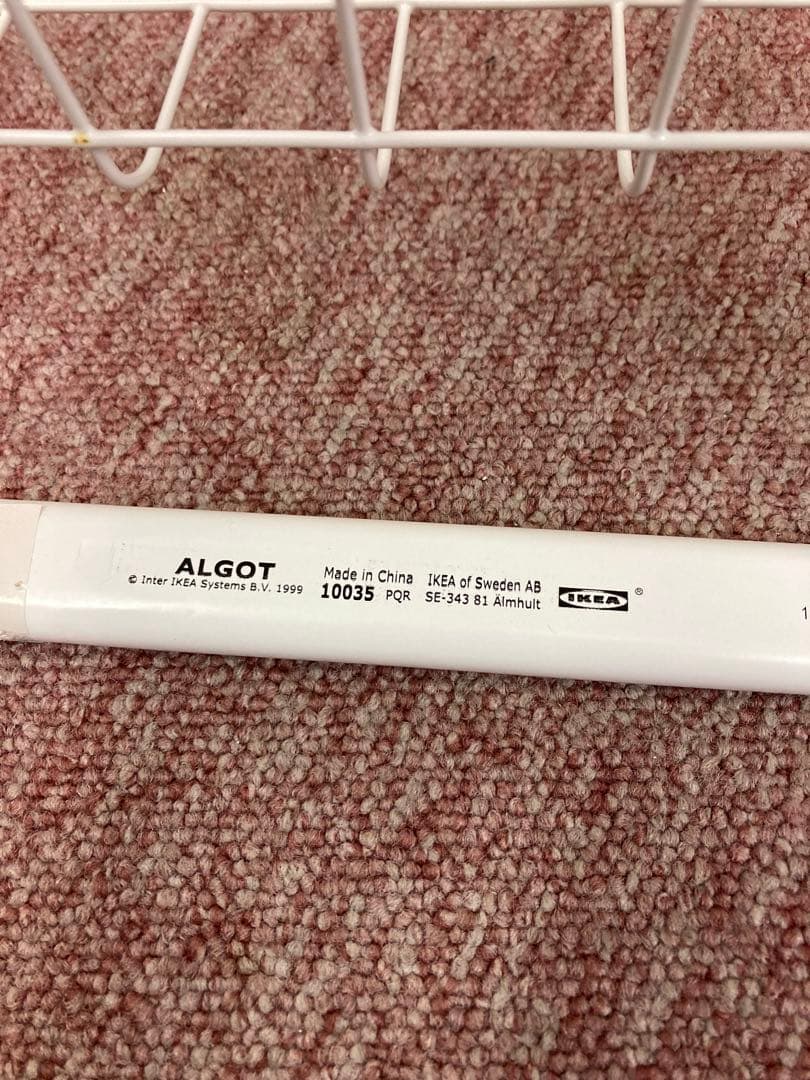 ALGOT
© Inter IKEA Systems B.V. 1999
Made in China
10035 PQR
IKEA of Sweden AB
SE-343 81 Älmhult
IKEA®
1